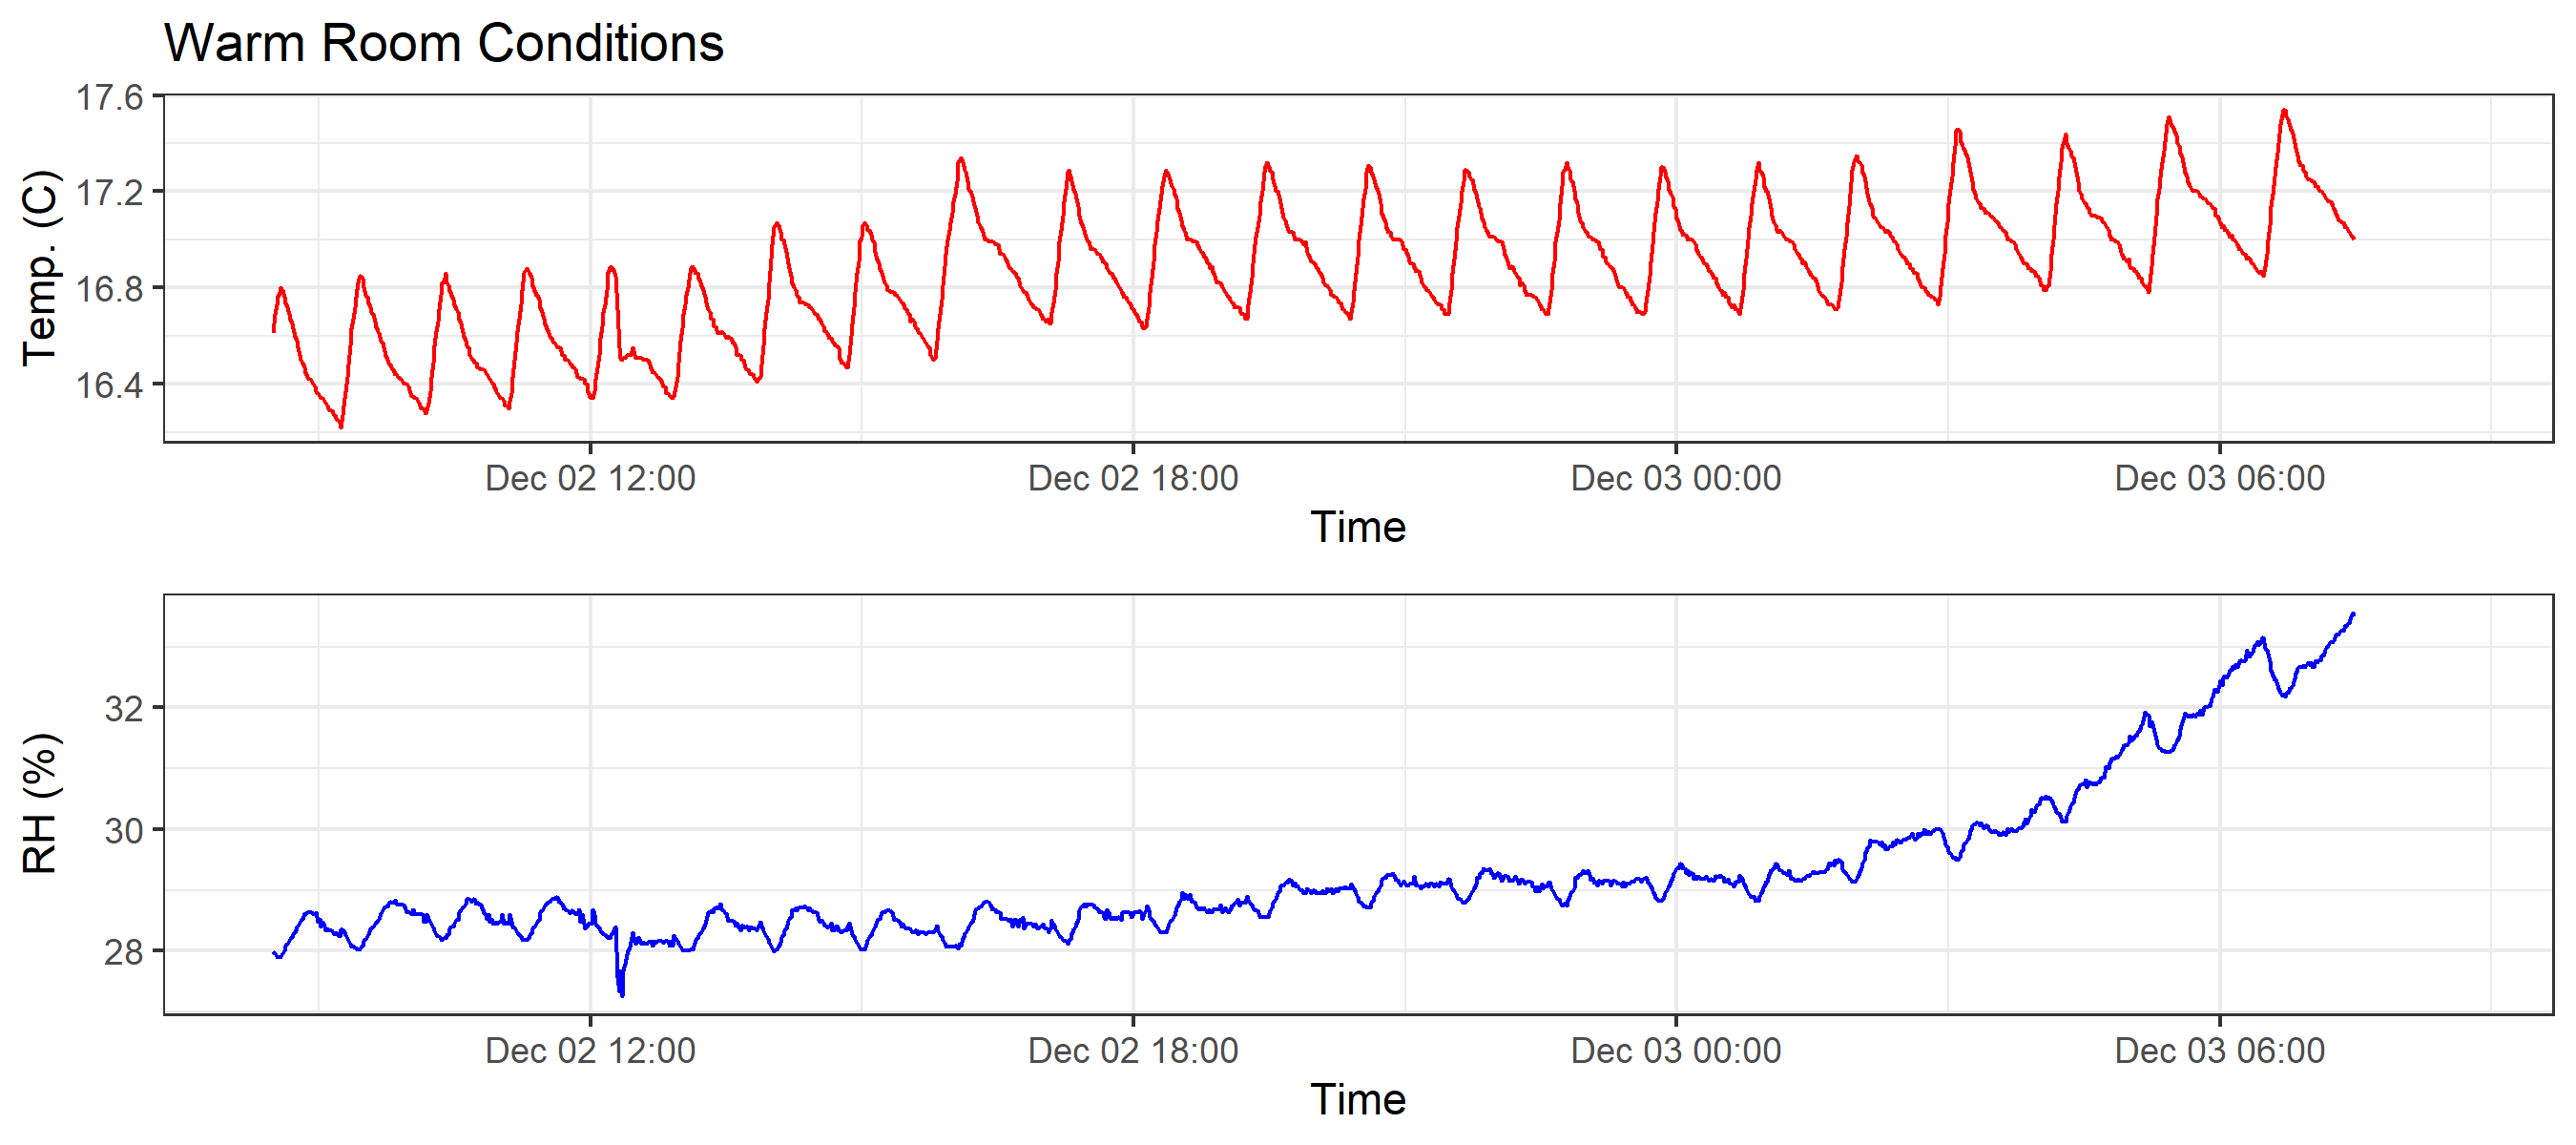 Warm Room Conditions
Temp. (C)
17.6
17.2
16.8
16.4
Dec 02 12:00 Dec 02 18:00 Dec 03 00:00 Dec 03 06:00
Time
RH (%)
32
30
28
Dec 02 12:00 Dec 02 18:00 Dec 03 00:00 Dec 03 06:00
Time